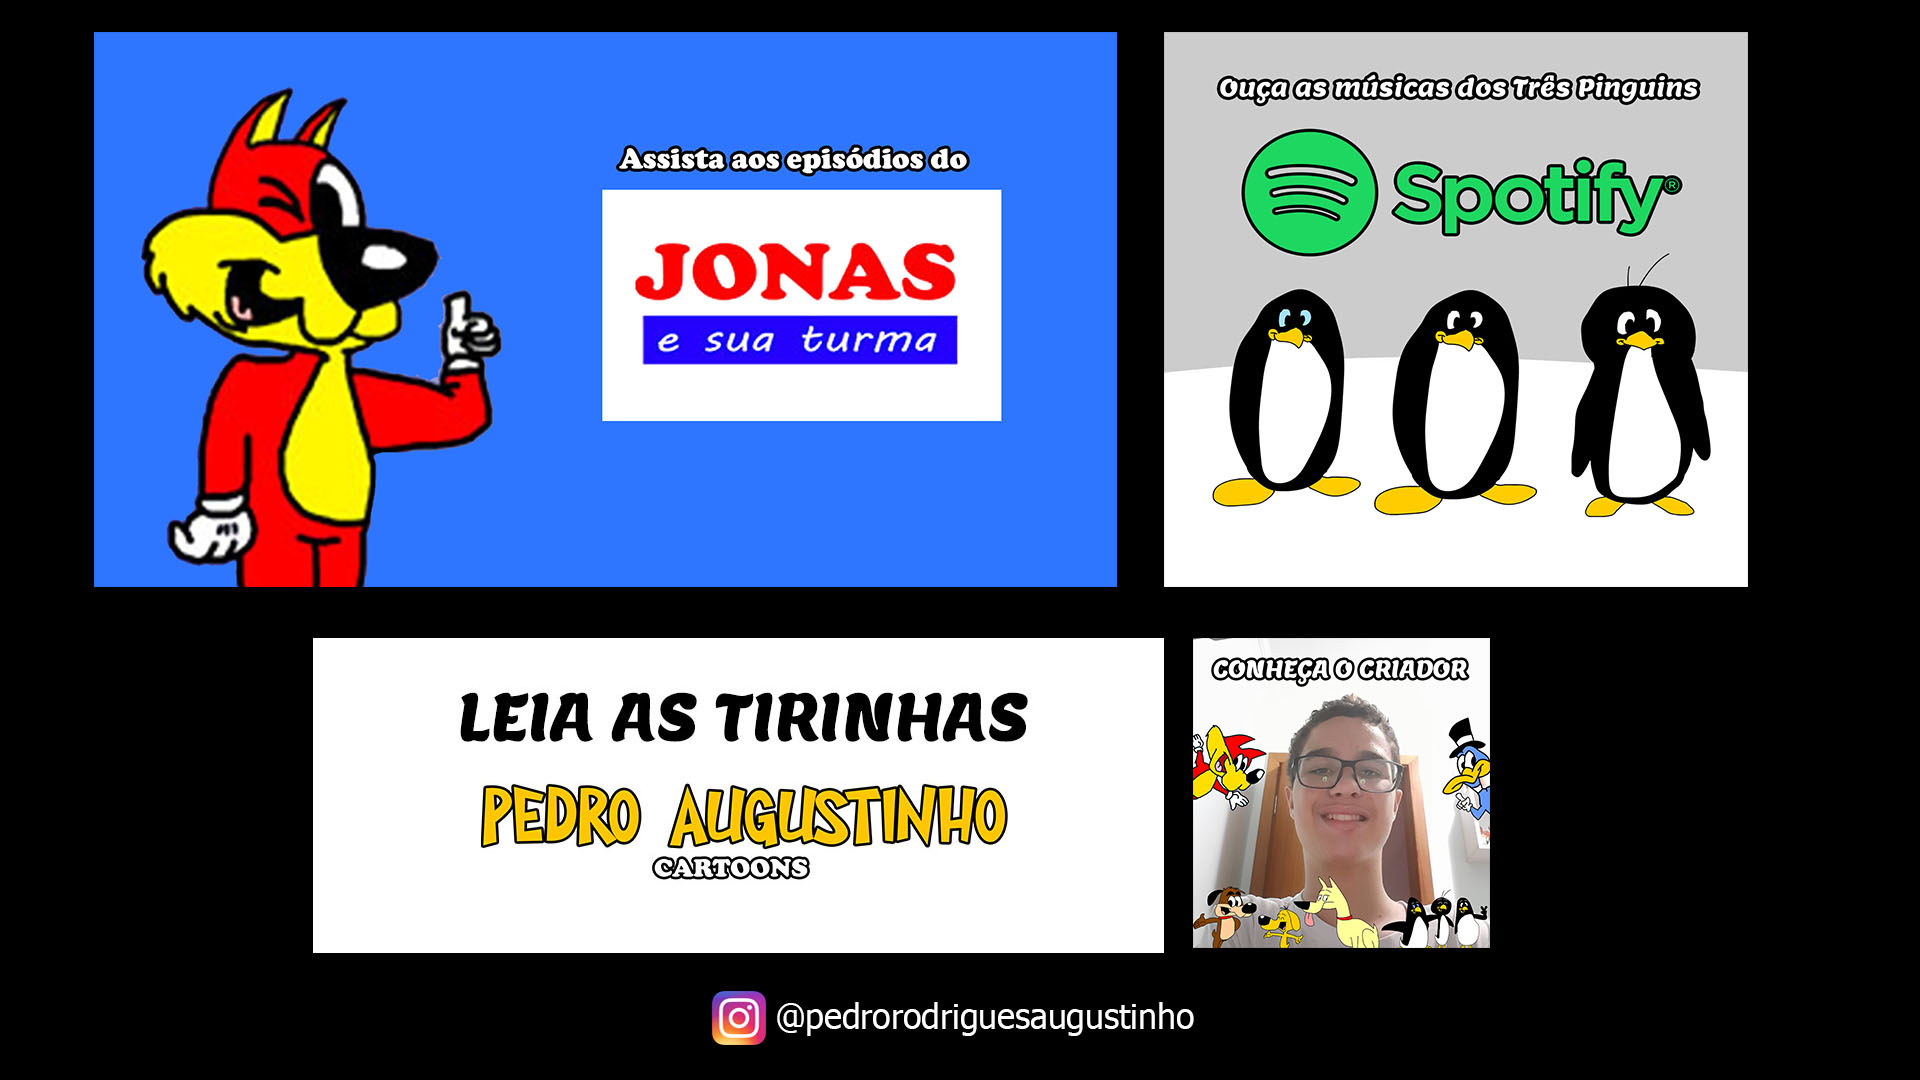 Assista aos episódios do
JONAS
e sua turma
Ouça as músicas dos Três Pinguins
Spotify®
LEIA AS TIRINHAS
PEDRO AUGUSTINHO
CARTOONS
CONHEÇA O CRIADOR
@pedrorodriguesaugustinho